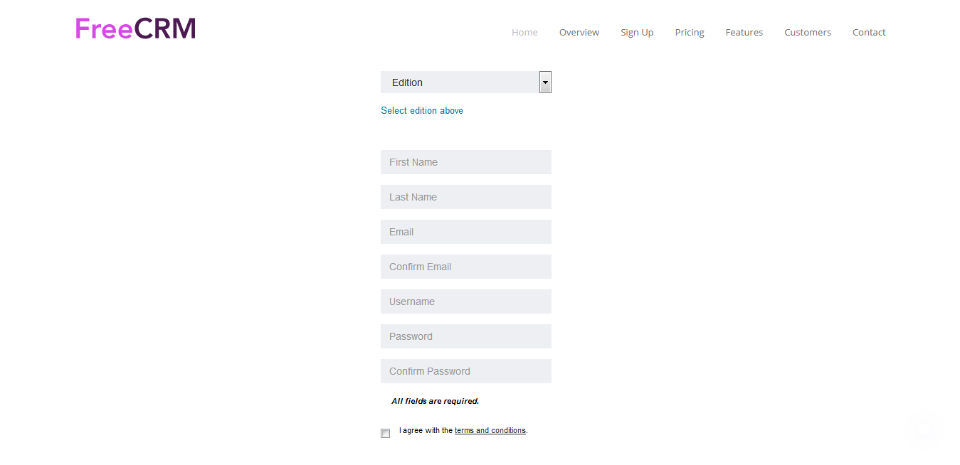 FreeCRM
Home Overview Sign Up Pricing Features Customers Contact
Edition
Select edition above
First Name
Last Name
Email
Confirm Email
Username
Password
Confirm Password
All fields are required.
I agree with the terms and conditions.